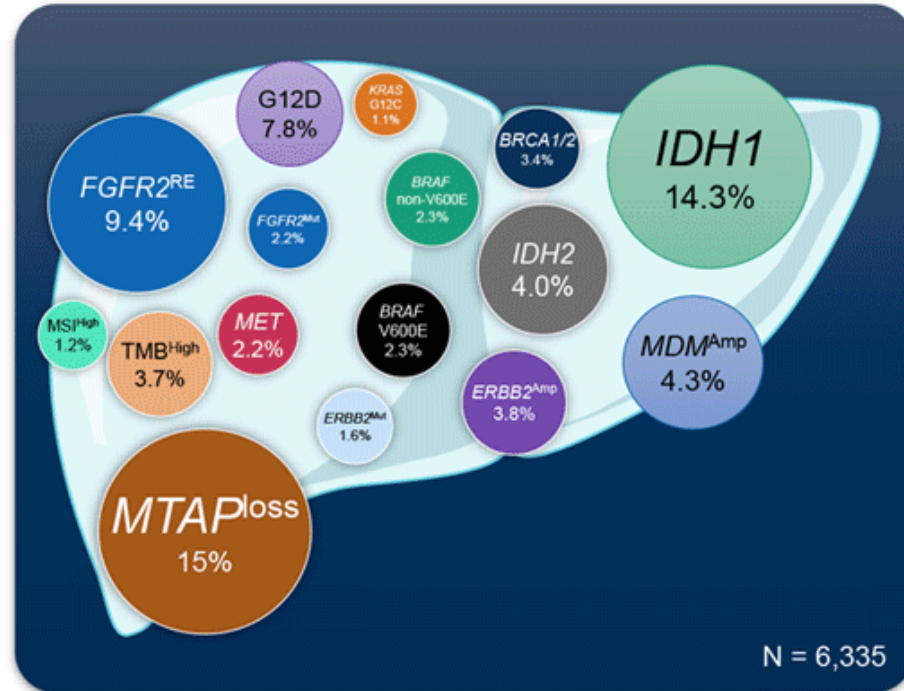 G12D
7.8%
KRAS
G12C
1.1%
IDH1
14.3%
BRCA1/2
3.4%
FGFR2ᴿᴱ
9.4%
BRAF
non-V600E
2.3%
FGFR2ᴹᵘᵗ
2.2%
IDH2
4.0%
MSIᴴⁱᵍʰ
1.2%
TMBᴴⁱᵍʰ
3.7%
MET
2.2%
BRAF
V600E
2.3%
MDMᴬᵐᵖ
4.3%
ERBB2ᴬᵐᵖ
3.8%
ERBB2ᴹᵘᵗ
1.6%
MTAPˡᵒˢˢ
15%
N = 6,335